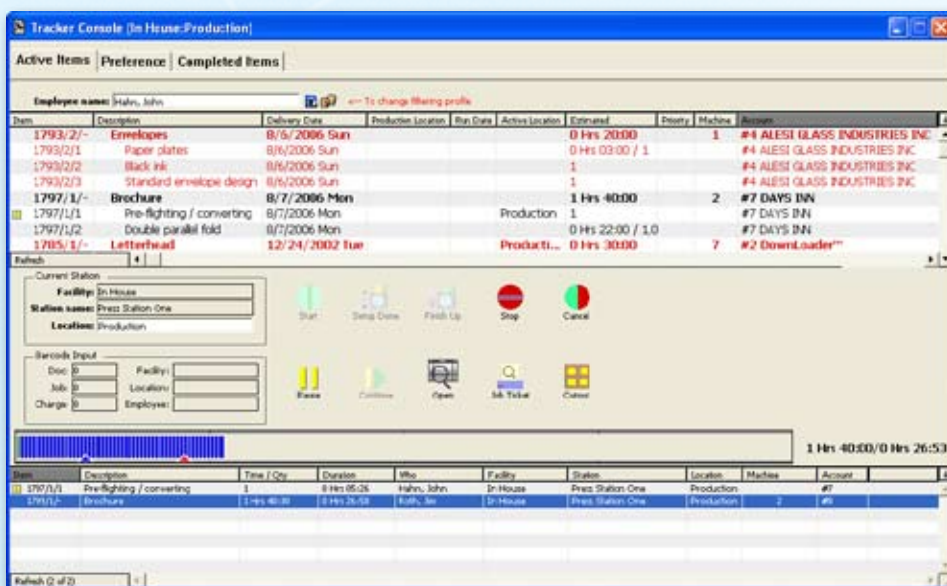 Tracker Console [In House:Production]
Active Items Preference Completed Items
Employee name: Hahn, John <-- To change filtering profile
Item Description Delivery Date Production Location Run Date Active Location Estimated Priority Machine Account
1793/2/- Envelopes 8/6/2006 Sun 0 Hrs 20:00 1 #4 ALESI GLASS INDUSTRIES INC
1793/2/1 Paper plates 8/6/2006 Sun 0 Hrs 03:00 / 1 #4 ALESI GLASS INDUSTRIES INC
1793/2/2 Black ink 8/6/2006 Sun 1 #4 ALESI GLASS INDUSTRIES INC
1793/2/3 Standard envelope design 8/6/2006 Sun 1 #4 ALESI GLASS INDUSTRIES INC
1797/1/- Brochure 8/7/2006 Mon 1 Hrs 40:00 2 #7 DAYS INN
1797/1/1 Pre-flighting / converting 8/7/2006 Mon Production 1 #7 DAYS INN
1797/1/2 Double parallel fold 8/7/2006 Mon 0 Hrs 22:00 / 1,0 #7 DAYS INN
1785/1/- Letterhead 12/24/2002 Tue Producti... 0 Hrs 30:00 7 #2 DownLoader™
Refresh
Current Station
Facility: In House
Station name: Press Station One
Location: Production
Start Setup Done Finish Up Stop Cancel
Barcode Input
Doc: 0 Facility:
Job: 0 Location:
Charge: 0 Employee:
Pause Continue Open Job Ticket
1 Hrs 40:00/0 Hrs 26:53
Item Description Time / Qty Duration Who Facility Station Location Machine Account
1797/1/1 Pre-flighting / converting 1 0 Hrs 05:26 Hahn, John In House Press Station One Production #7
Brochure 1 Hrs 40:00 Roth, In House Press Station One Production 2
Refresh (2 of 2)